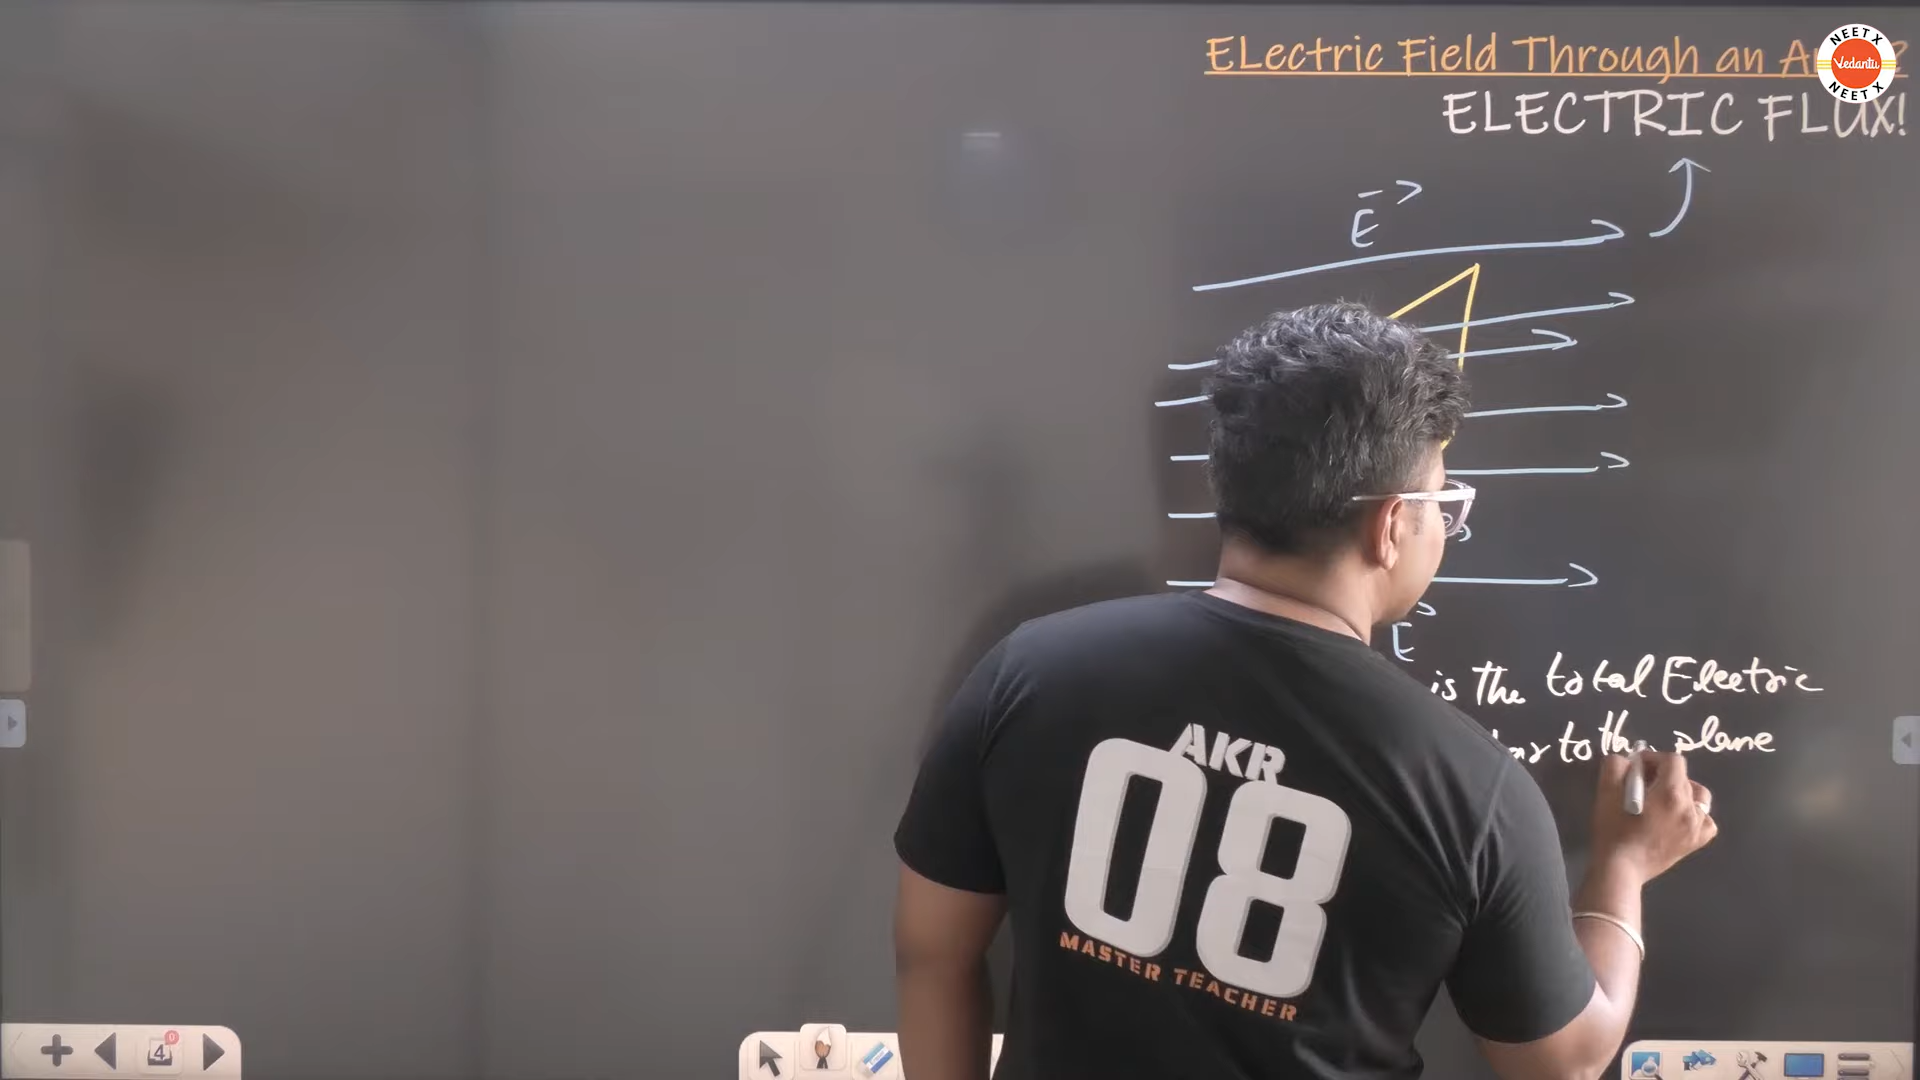 ELectric Field Through an
NEET X
Vedantu
NEET X
ELECTRIC FLUX!
E
E
is the total Electric
to the plane
AKR
08
MASTER TEACHER
4
0